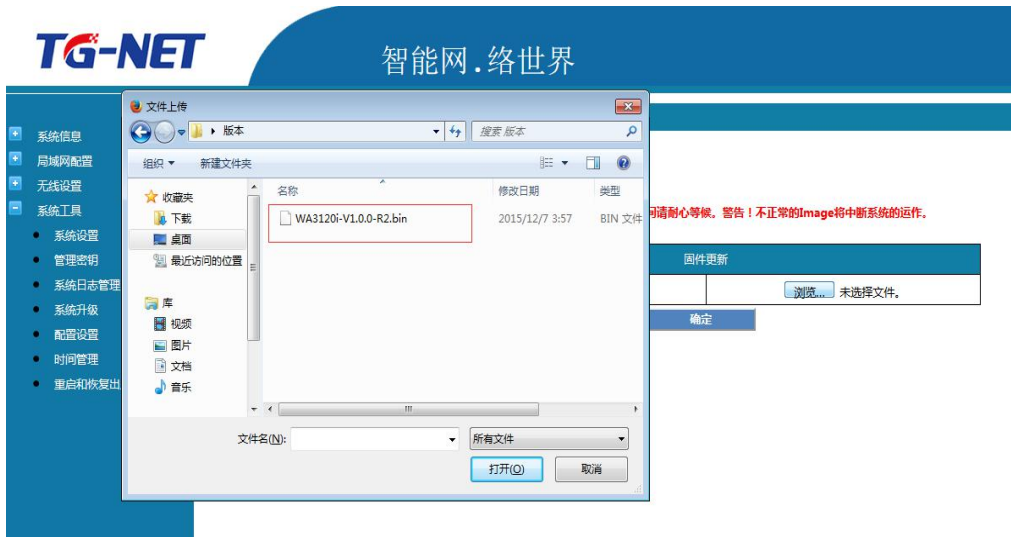 TG-NET
智能网.络世界
文件上传
版本
搜索 版本
组织
新建文件夹
收藏夹
下载
桌面
最近访问的位置
库
视频
图片
文档
音乐
名称
修改日期
类型
WA3120i-V1.0.0-R2.bin
2015/12/7 3:57
BIN 文件
文件名(N):
所有文件
打开(O)
取消
系统信息
局域网配置
无线设置
系统工具
系统设置
管理密钥
系统日志管理
系统升级
配置设置
时间管理
重启和恢复出
请耐心等候。警告！不正常的Image将中断系统的运作。
固件更新
浏览... 未选择文件。
确定